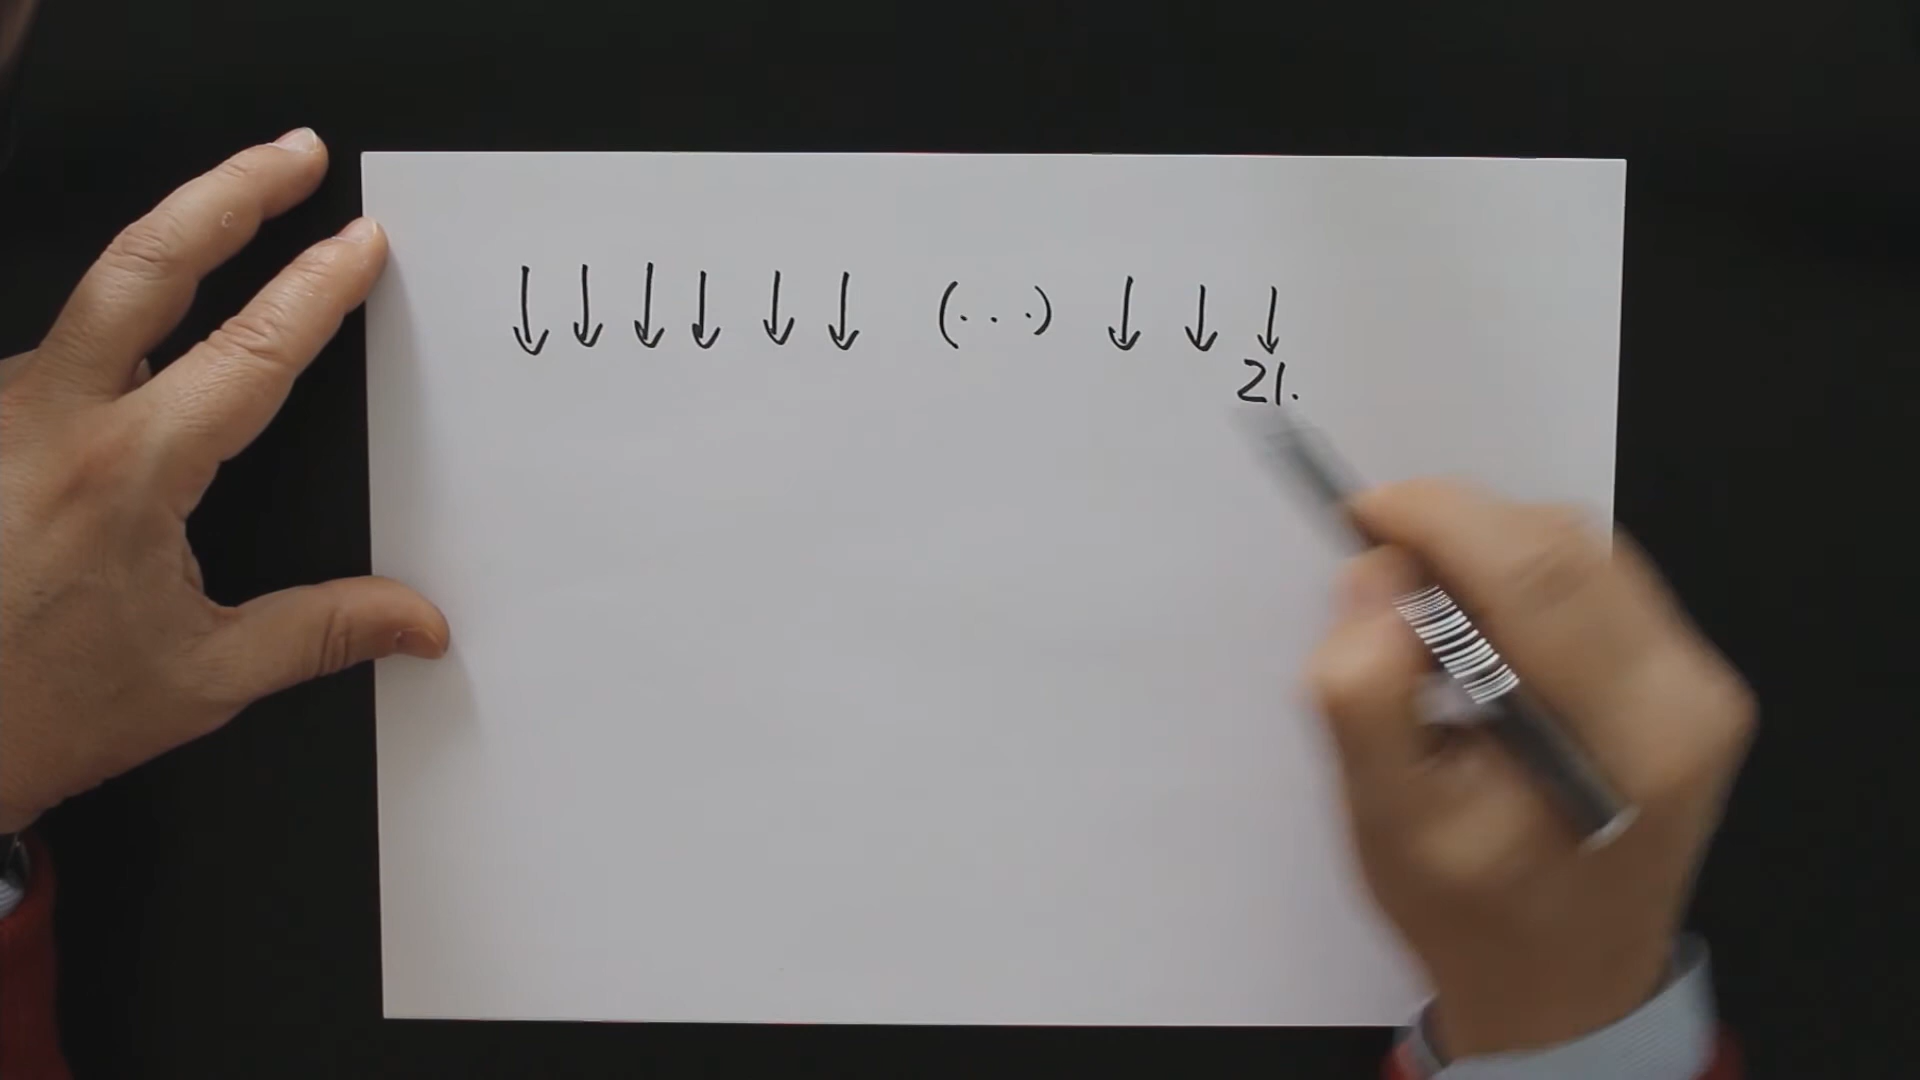 ↓ ↓ ↓ ↓ ↓ ↓ (...) ↓ ↓ ↓
21.